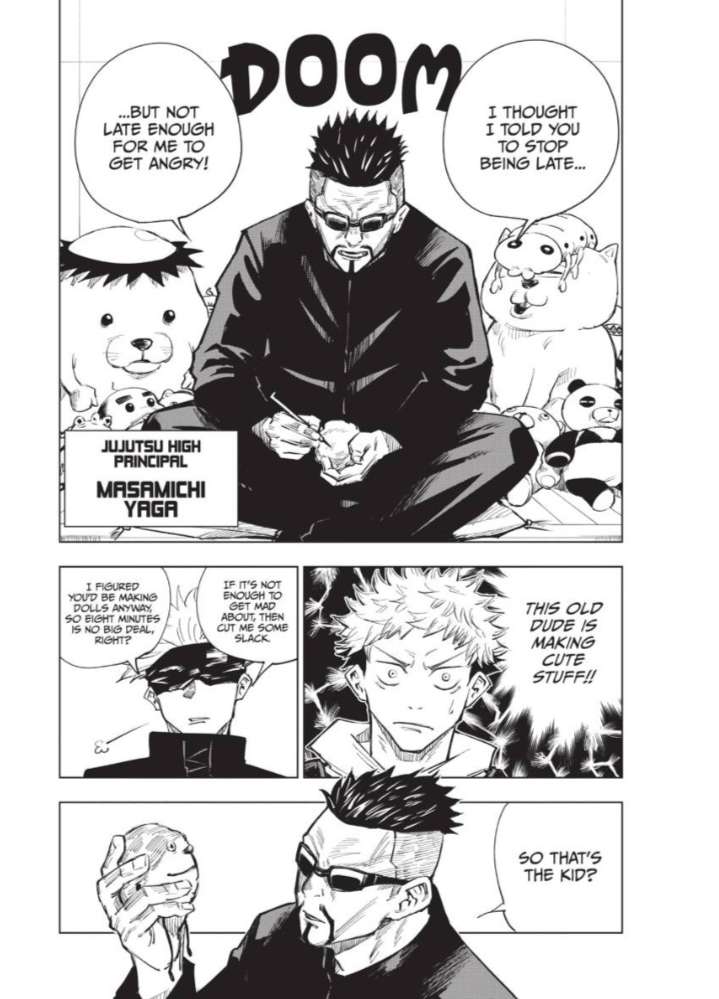 DOOM
I THOUGHT
I TOLD YOU
TO STOP
BEING LATE...
...BUT NOT
LATE ENOUGH
FOR ME TO
GET ANGRY!
JUJUTSU HIGH
PRINCIPAL
MASAMICHI
YAGA
THIS OLD
DUDE IS
MAKING
CUTE
STUFF!!
IF IT'S NOT
ENOUGH TO
GET MAD
ABOUT, THEN
CUT ME SOME
SLACK.
I FIGURED
YOU'D BE MAKING
DOLLS ANYWAY,
SO EIGHT MINUTES
IS NO BIG DEAL,
RIGHT?
SO THAT'S
THE KID?